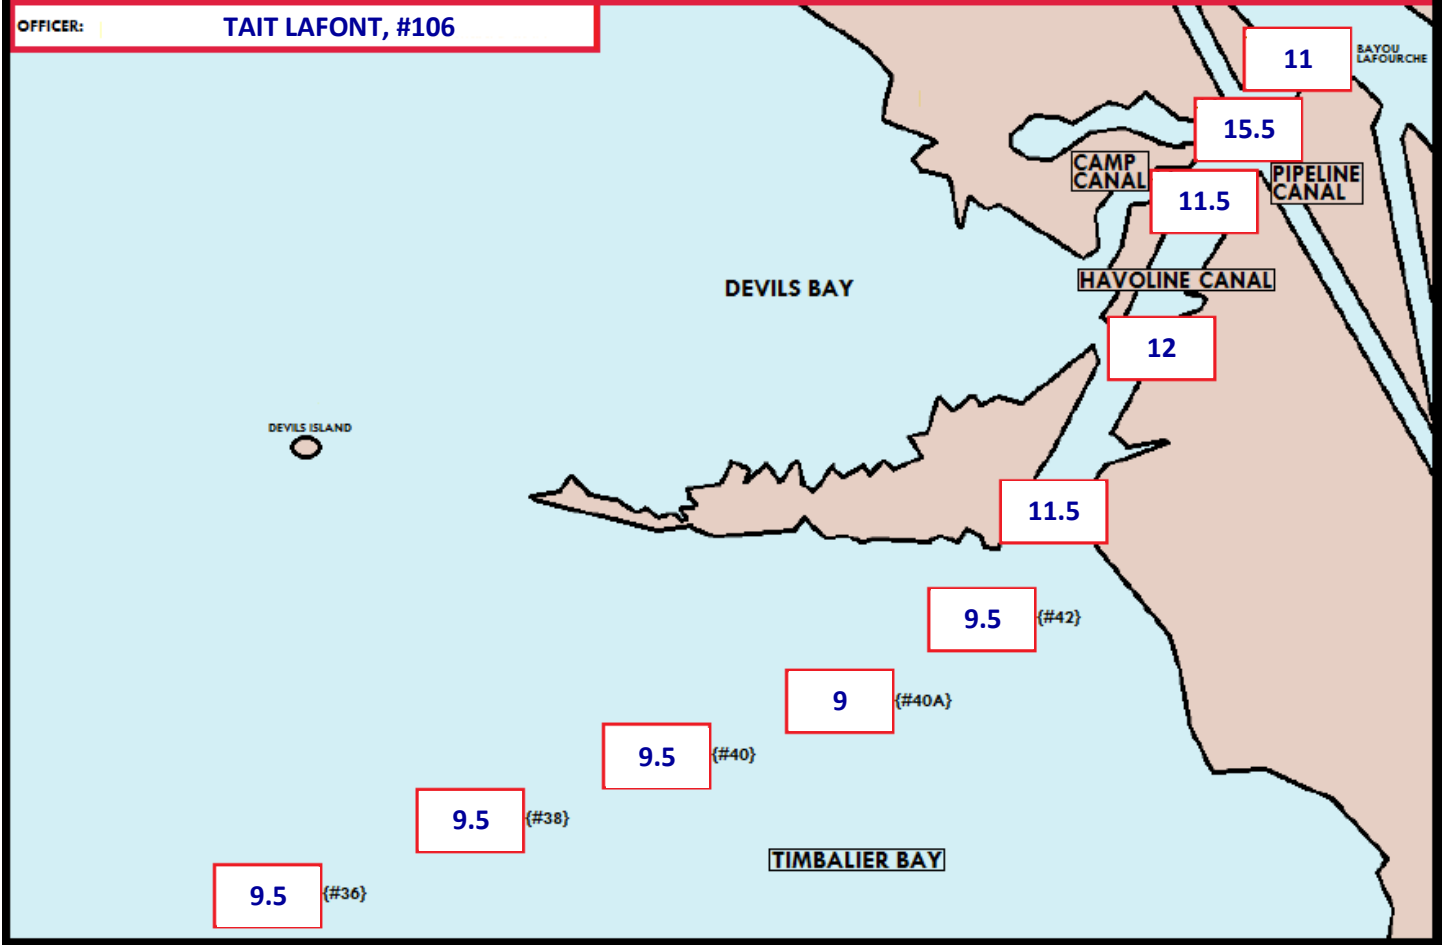 OFFICER: TAIT LAFONT, #106
11
BAYOU
LAFOURCHE
15.5
CAMP
CANAL
PIPELINE
CANAL
11.5
HAVOLINE CANAL
DEVILS BAY
12
DEVILS ISLAND
11.5
9.5 {#42}
9 {#40A}
9.5 {#40}
9.5 {#38}
TIMBALIER BAY
9.5 {#36}